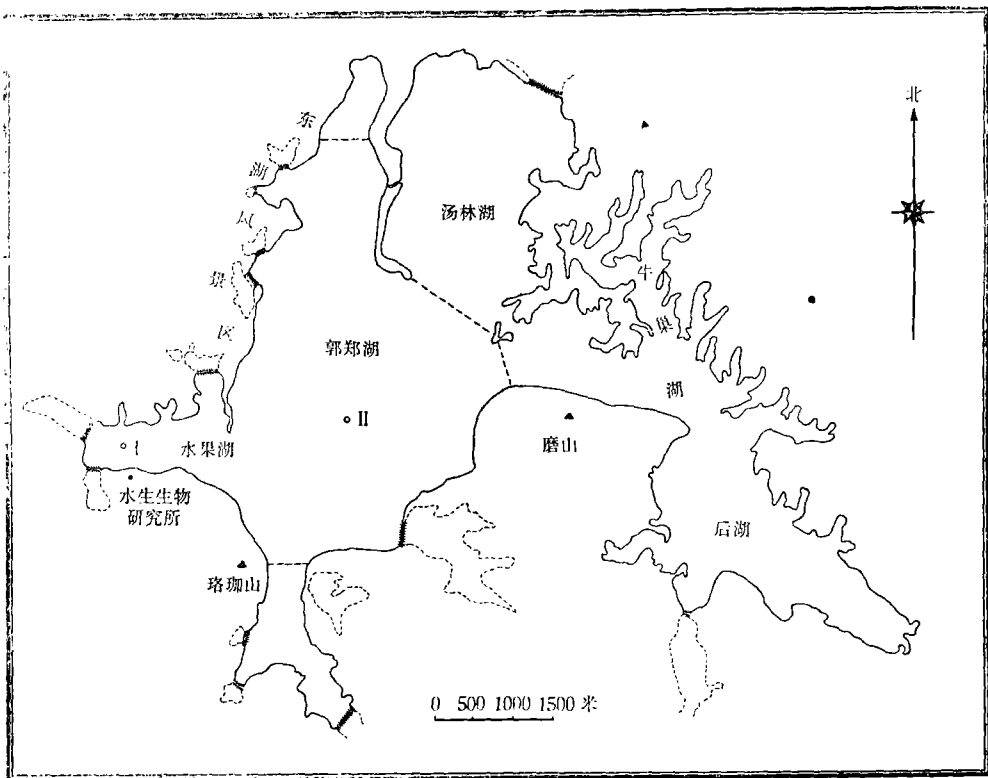 北
东湖风景区
汤林湖
牛巢湖
郭郑湖
II
磨山
I
水果湖
水生生物
研究所
后湖
珞珈山
0 500 1000 1500 米